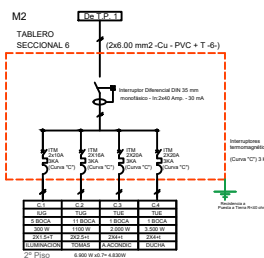 M2
De T.P. 1
TABLERO
SECCIONAL 6
(2x6.00 mm2 -Cu - PVC + T -6-)
Interruptor Diferencial DIN 35 mm
monofásico - In:2x40 Amp. - 30 mA
ITM
2x10A
3KA
(Curva "C")
ITM
2X16A
3KA
(Curva "C")
ITM
2X20A
3KA
(Curva "C")
ITM
2X20A
3KA
(Curva "C")
Interruptores
termomagnétic
(Curva "C") 3
Resistencia a
Puesta a Tierra
C.1 C.2 C.3 C.4
IUG TUG TUE TUE
5 BOCA 11 BOCA 1 BOCA 1 BOCA
300 W 1100 W 2.000 W 3.500 W
2X1.5+T 2X2.5+t 2X4+t 2X4+t
ILUMINACION TOMAS A.ACONDIC DUCHA
2º Piso
6.900 W x0.7= 4.830W